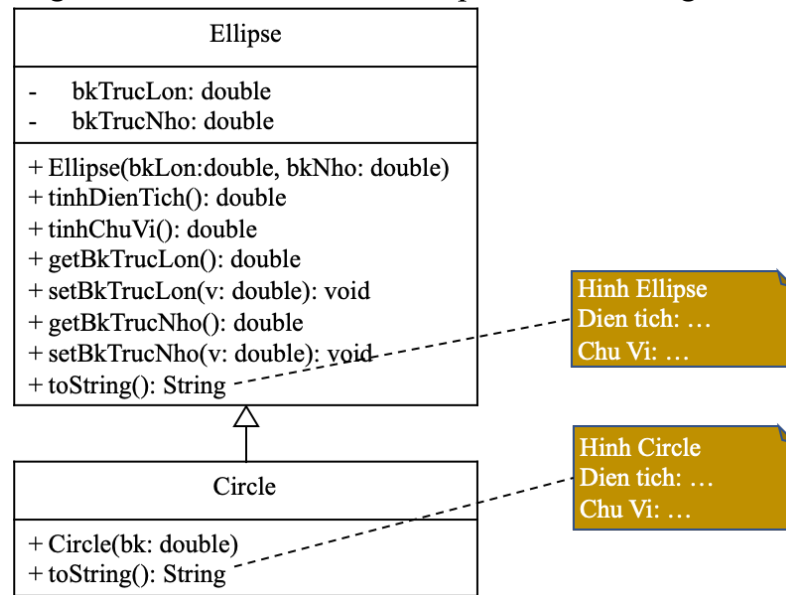 Ellipse
- bkTrucLon: double
- bkTrucNho: double
+ Ellipse(bkLon:double, bkNho: double)
+ tinhDienTich(): double
+ tinhChuVi(): double
+ getBkTrucLon(): double
+ setBkTrucLon(v: double): void
+ getBkTrucNho(): double
+ setBkTrucNho(v: double): void
+ toString(): String
Hinh Ellipse
Dien tich: …
Chu Vi: …
Circle
+ Circle(bk: double)
+ toString(): String
Hinh Circle
Dien tich: …
Chu Vi: …